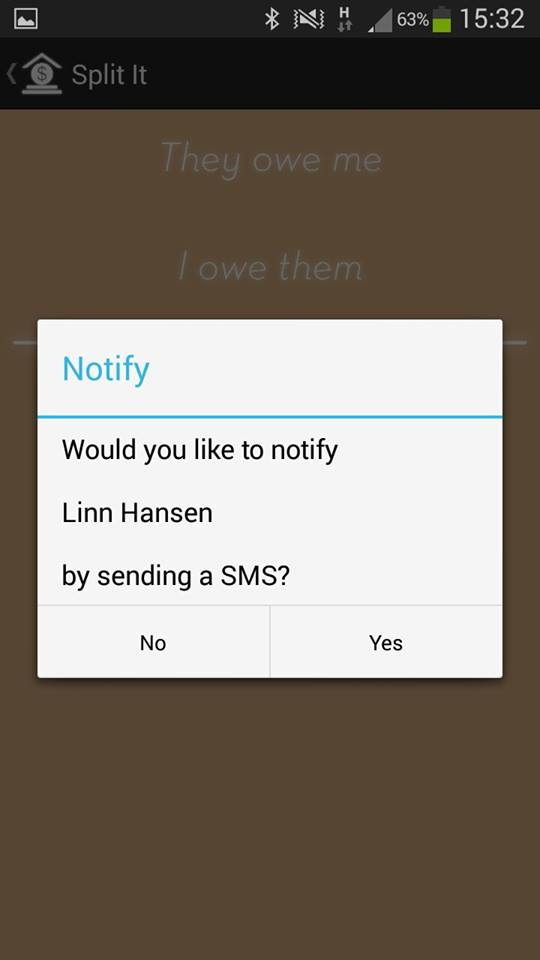 H 63% 15:32
Split It
They owe me
I owe them
Notify
Would you like to notify
Linn Hansen
by sending a SMS?
No Yes